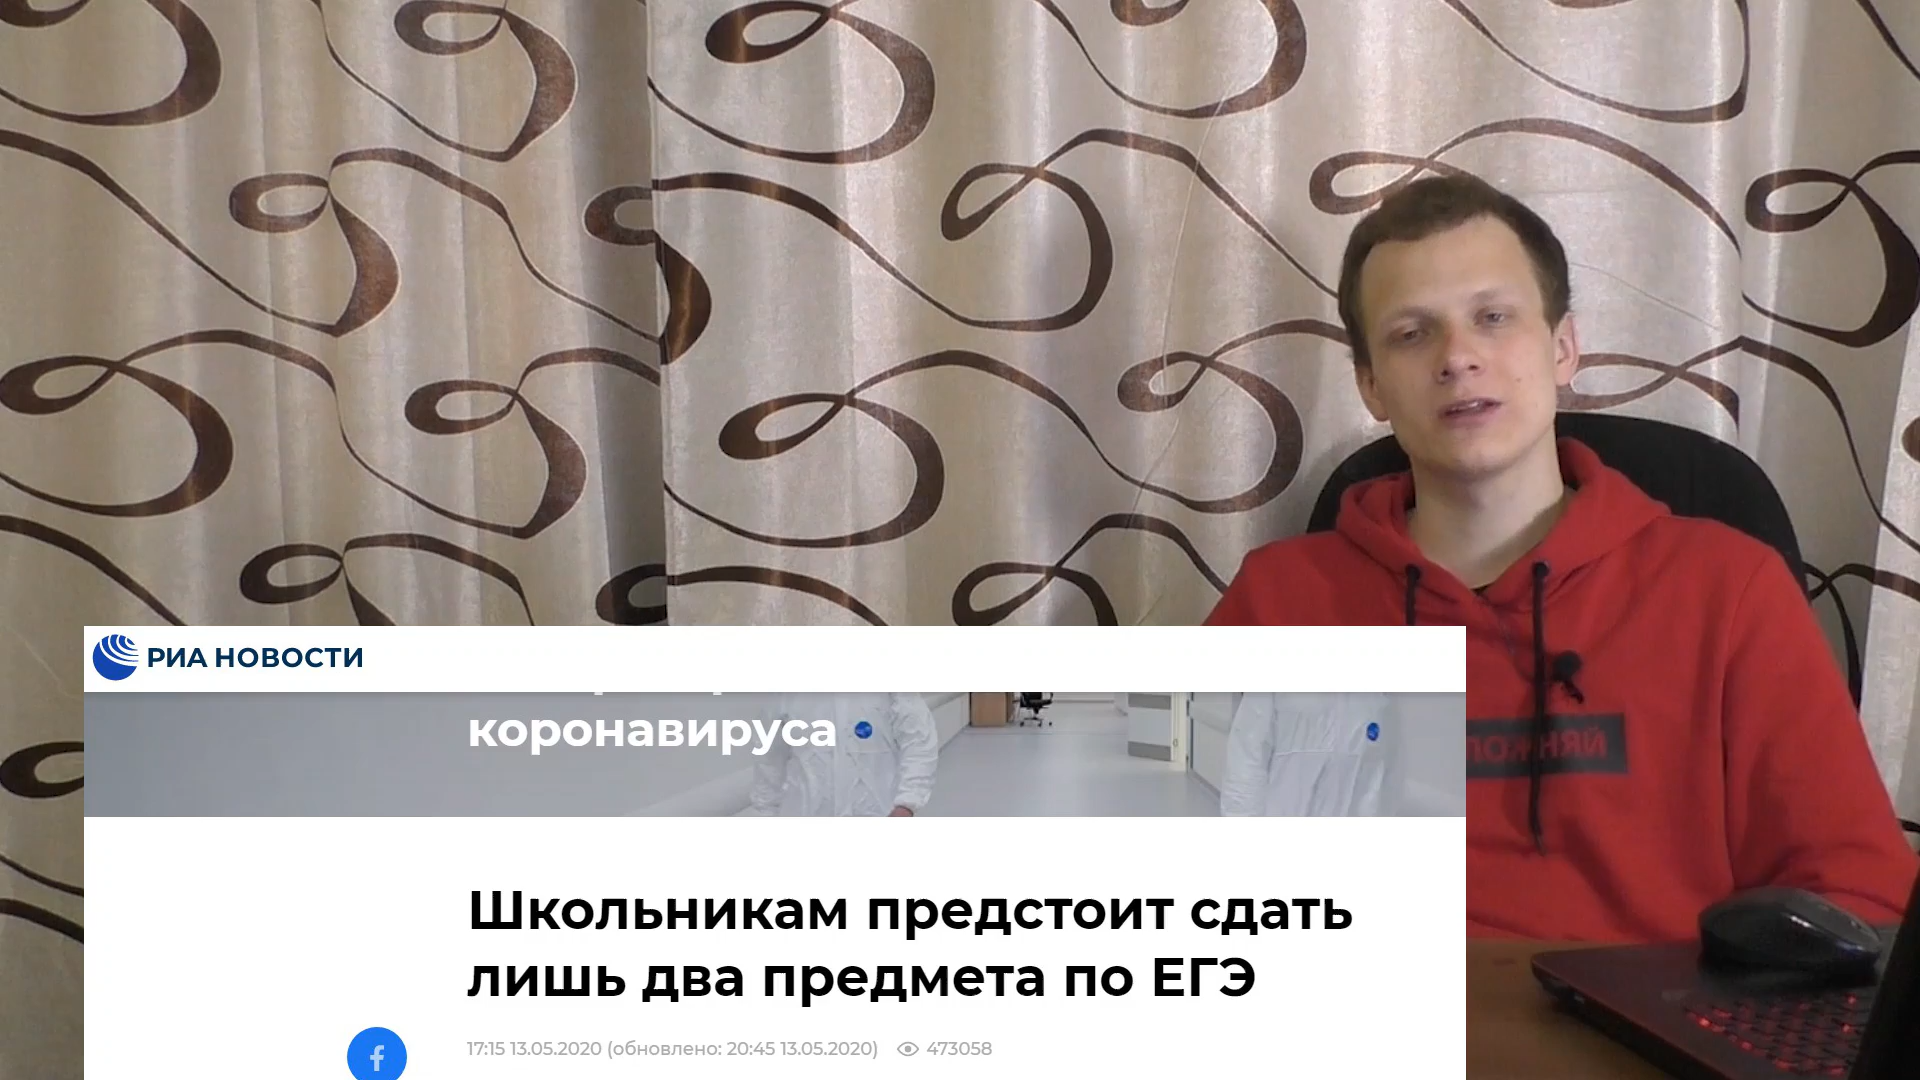 РИА НОВОСТИ
коронавируса
Школьникам предстоит сдать
лишь два предмета по ЕГЭ
17:15 13.05.2020 (обновлено: 20:45 13.05.2020) 473058